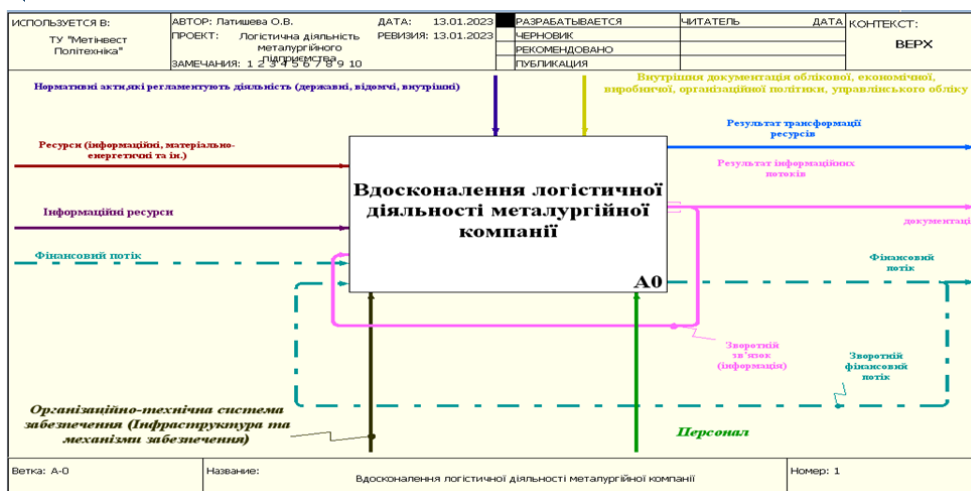 ИСПОЛЬЗУЕТСЯ В:
ТУ "Метінвест
Політехніка"
АВТОР: Латишева О.В.
ДАТА: 13.01.2023
ПРОЕКТ: Логістична діяльність
металургійного
підприємства
РЕВИЗИЯ: 13.01.2023
ЗАМЕЧАНИЯ: 1 2 3 4 5 6 7 8 9 10
РАЗРАБАТЫВАЕТСЯ
ЧЕРНОВИК
РЕКОМЕНДОВАНО
ПУБЛИКАЦИЯ
ЧИТАТЕЛЬ
ДАТА
КОНТЕКСТ:
ВЕРХ
Нормативні акти,які регламентують діяльність (державні, відомчі, внутрішні)
Внутрішня документація облікової, економічної,
виробничої, організаційної політики, управлінського обліку
Ресурси (інформаційні, матеріально-
енергетичні та ін.)
Інформаційні ресурси
Фінансовий потік
Вдосконалення логістичної
діяльності металургійної
компанії
A0
Результат трансформації
ресурсів
Результат інформаційних
потоків
документаці
Фінансовий
потік
Зворотній
зв'язок
(інформація)
Зворотній
фінансовий
потік
Організаційно-технічна система
забезпечення (Інфраструктура та
механізми забезпечення)
Персонал
Ветка: A-0
Название:
Вдосконалення логістичної діяльності металургійної компанії
Номер: 1